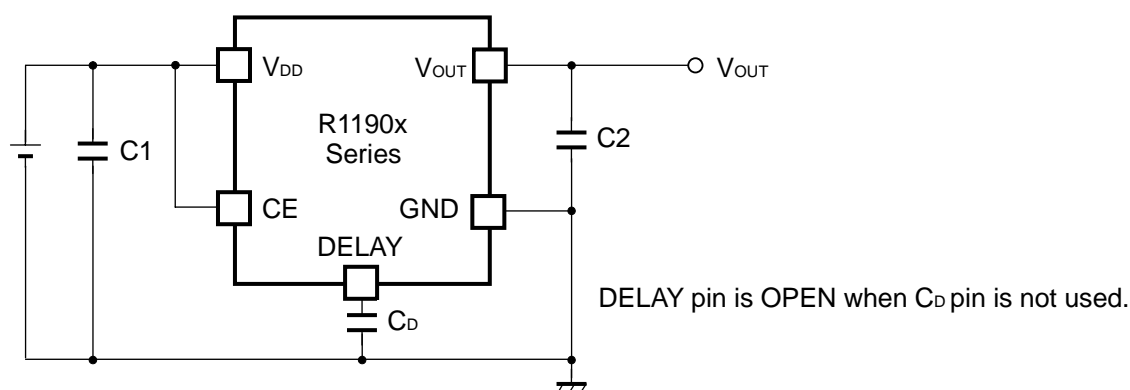 VDD
VOUT
VOUT
R1190x
Series
C1
C2
CE
GND
DELAY
CD
DELAY pin is OPEN when CD pin is not used.